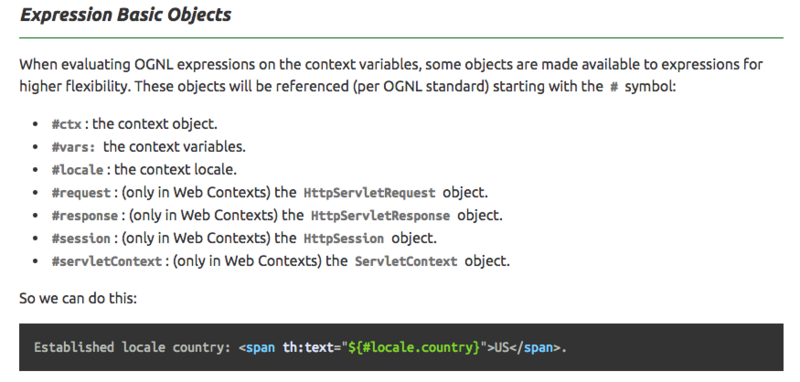 Expression Basic Objects
When evaluating OGNL expressions on the context variables, some objects are made available to expressions for
higher flexibility. These objects will be referenced (per OGNL standard) starting with the # symbol:
• #ctx : the context object.
• #vars: the context variables.
• #locale : the context locale.
• #request : (only in Web Contexts) the HttpServletRequest object.
• #response : (only in Web Contexts) the HttpServletResponse object.
• #session : (only in Web Contexts) the HttpSession object.
• #servletContext : (only in Web Contexts) the ServletContext object.
So we can do this:
Established locale country: <span th:text="${#locale.country}">US</span>.